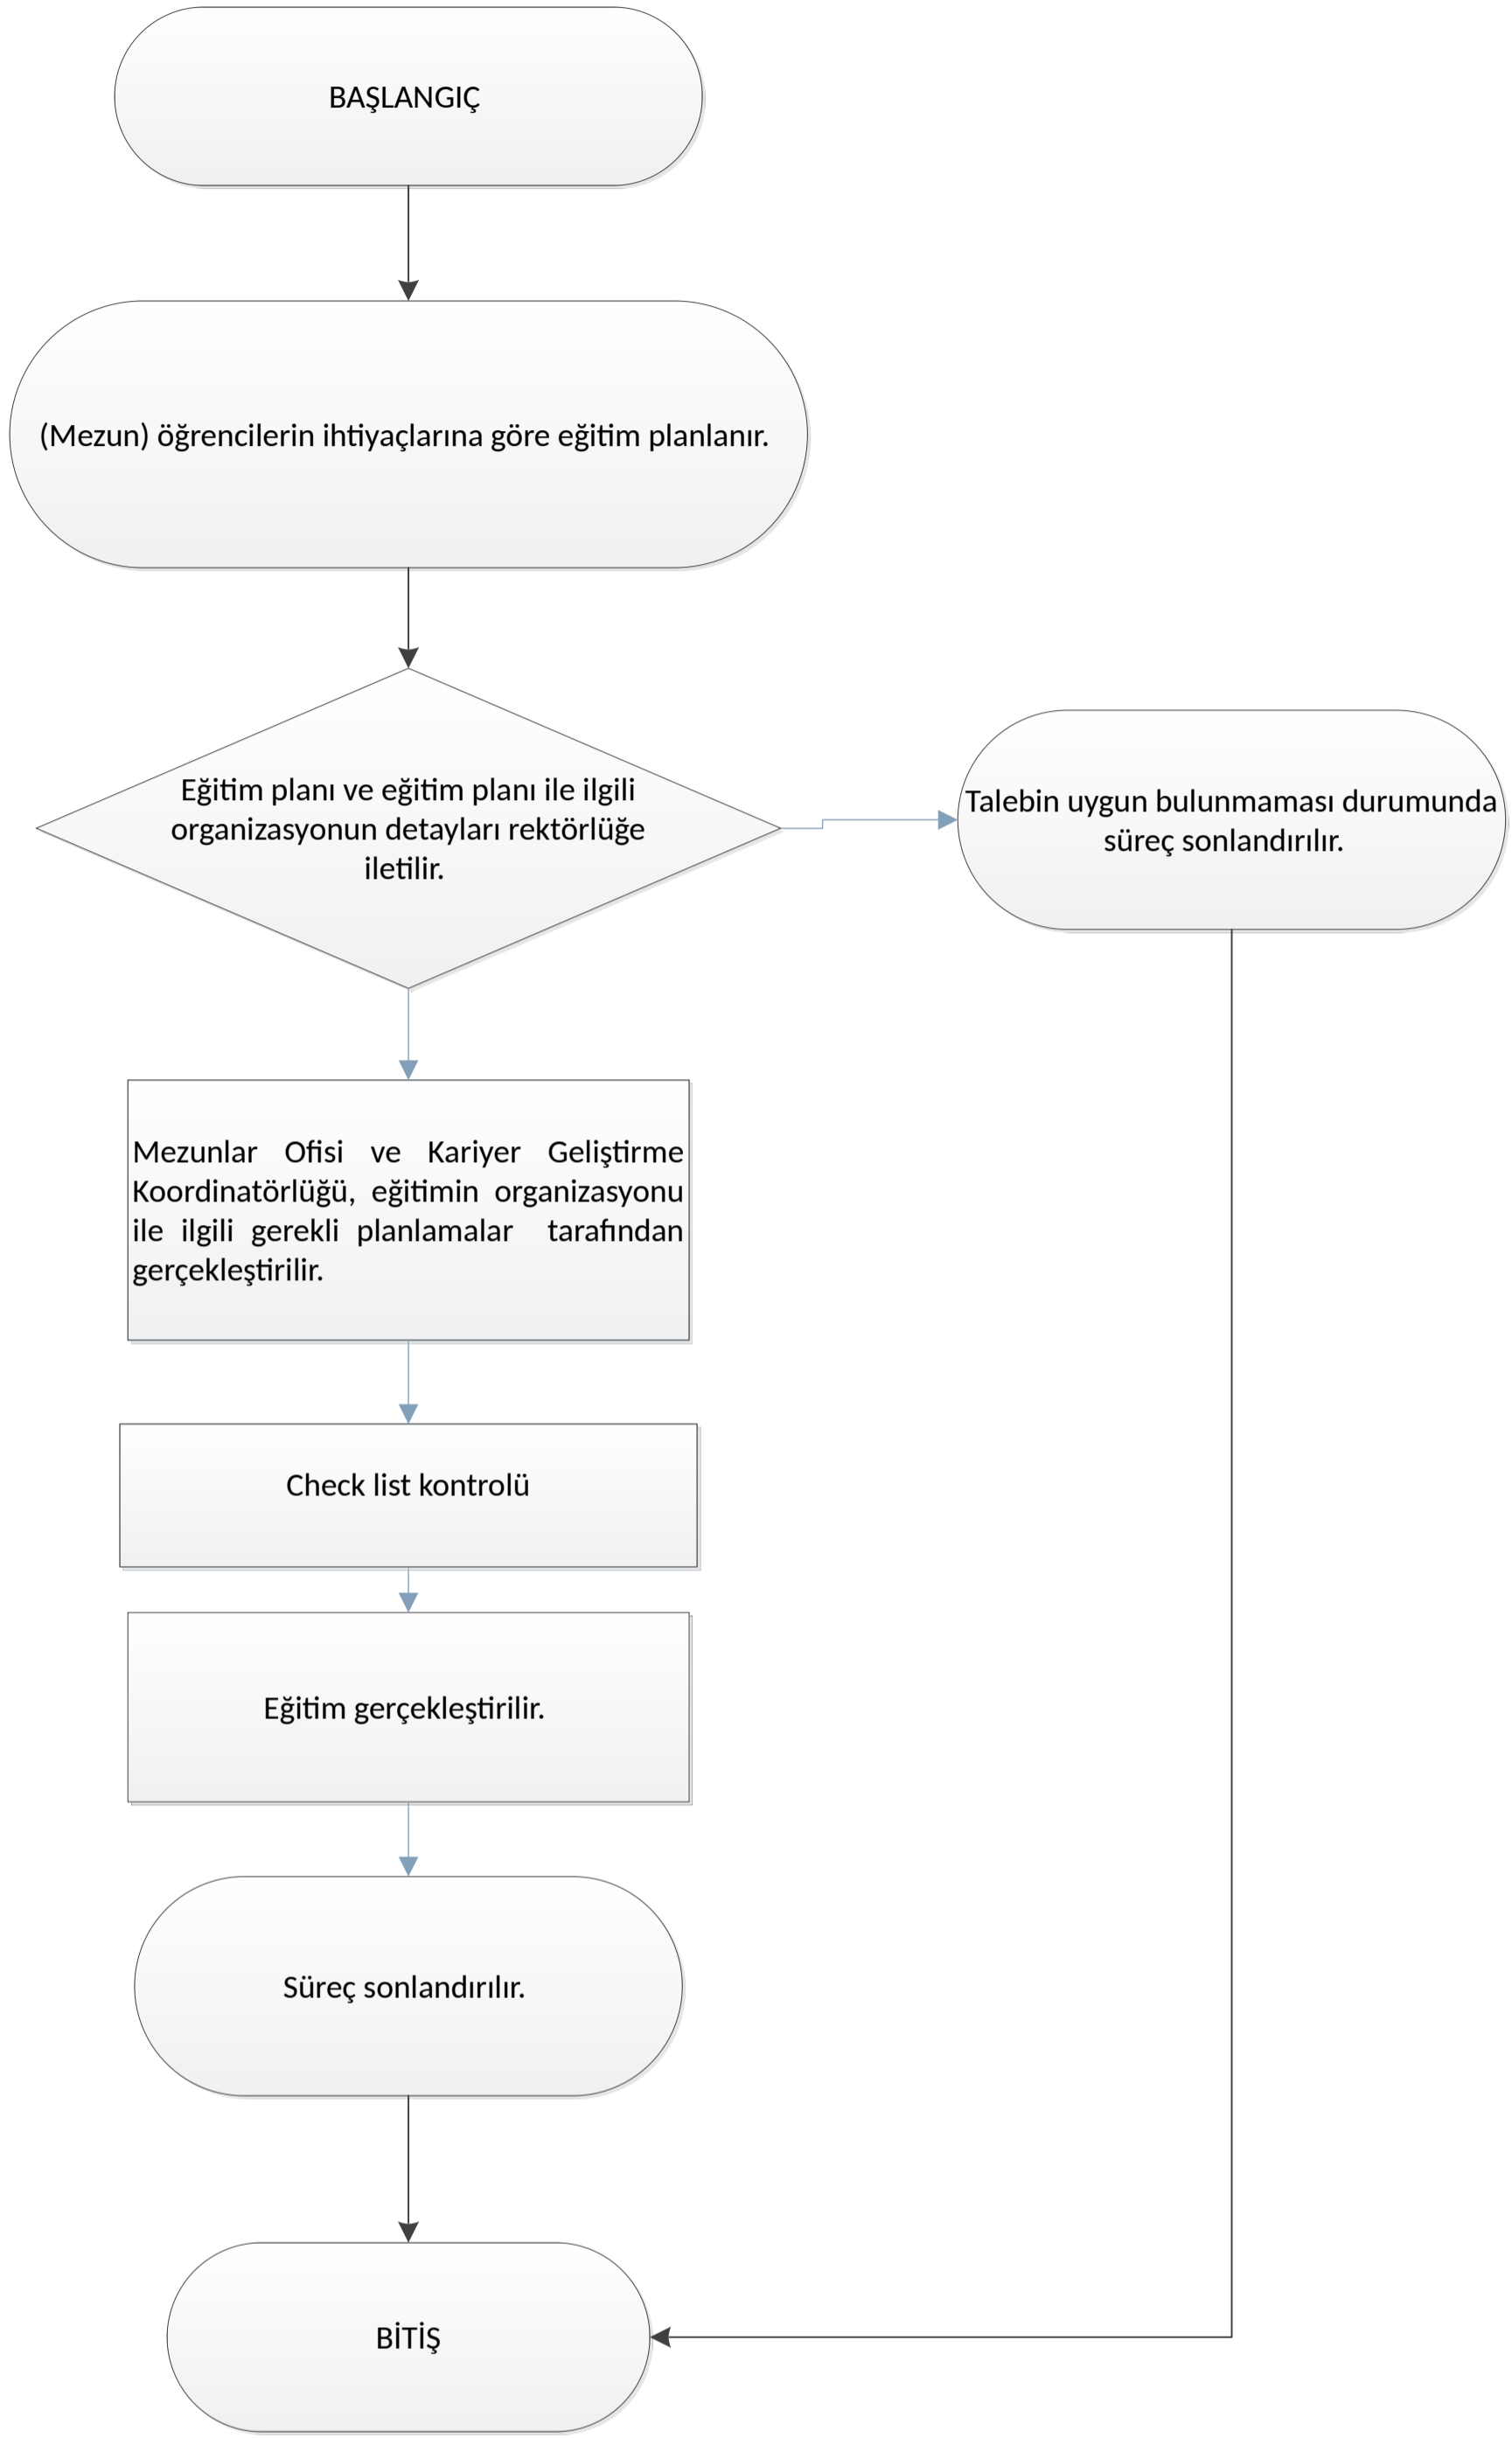 BAŞLANGIÇ
(Mezun) öğrencilerin ihtiyaçlarına göre eğitim planlanır.
Eğitim planı ve eğitim planı ile ilgili
organizasyonun detayları rektörlüğe
iletilir.
Talebin uygun bulunmaması durumunda
süreç sonlandırılır.
Mezunlar Ofisi ve Kariyer Geliştirme
Koordinatörlüğü, eğitimin organizasyonu
ile ilgili gerekli planlamalar tarafından
gerçekleştirilir.
Check list kontrolü
Eğitim gerçekleştirilir.
Süreç sonlandırılır.
BİTİŞ